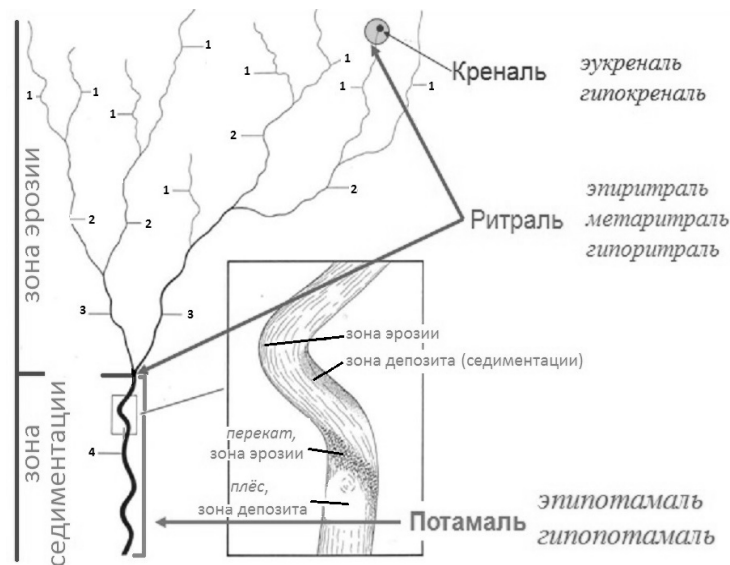 1
1
1
1
1
1
1
1
1
2
2
2
2
3
3
4
зона эрозии
зона
седиментации
Креналь
эукреналь
гипокреналь
Ритраль
эпиритраль
метаритраль
гипоритраль
зона эрозии
зона депозита (седиментации)
перекат,
зона эрозии
плёс,
зона депозита
Потамаль
эпипотамаль
гипопотамаль